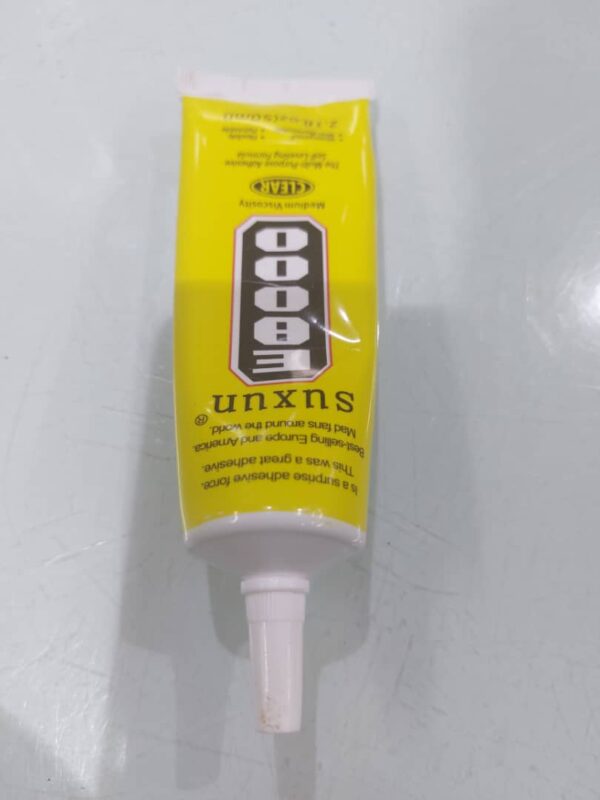 Is a surprise adhesive force.
This was a great adhesive.
Best-selling Europe and America.
Mad fans around the world.
suxun ®
E8000
Medium Viscosity
CLEAR
The Multi-Purpose Adhesive
Self-Leveling Formula